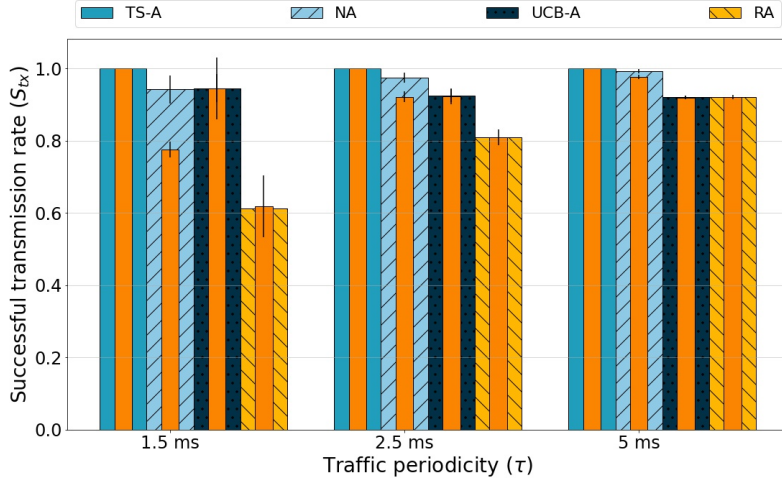 TS-A NA UCB-A RA
Successful transmission rate (Stx)
1.0
0.8
0.6
0.4
0.2
0.0
1.5 ms 2.5 ms 5 ms
Traffic periodicity (τ)